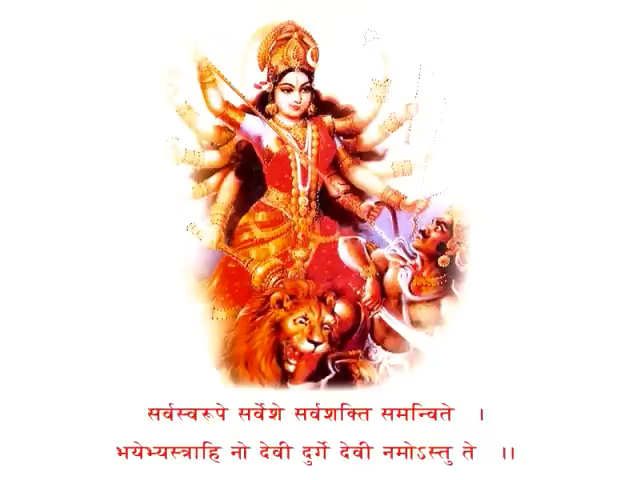 सर्वस्वरूपे सर्वेशे सर्वशक्ति समन्विते ।
भयेभ्यस्त्राहि नो देवी दुर्गे देवी नमोऽस्तु ते ।।